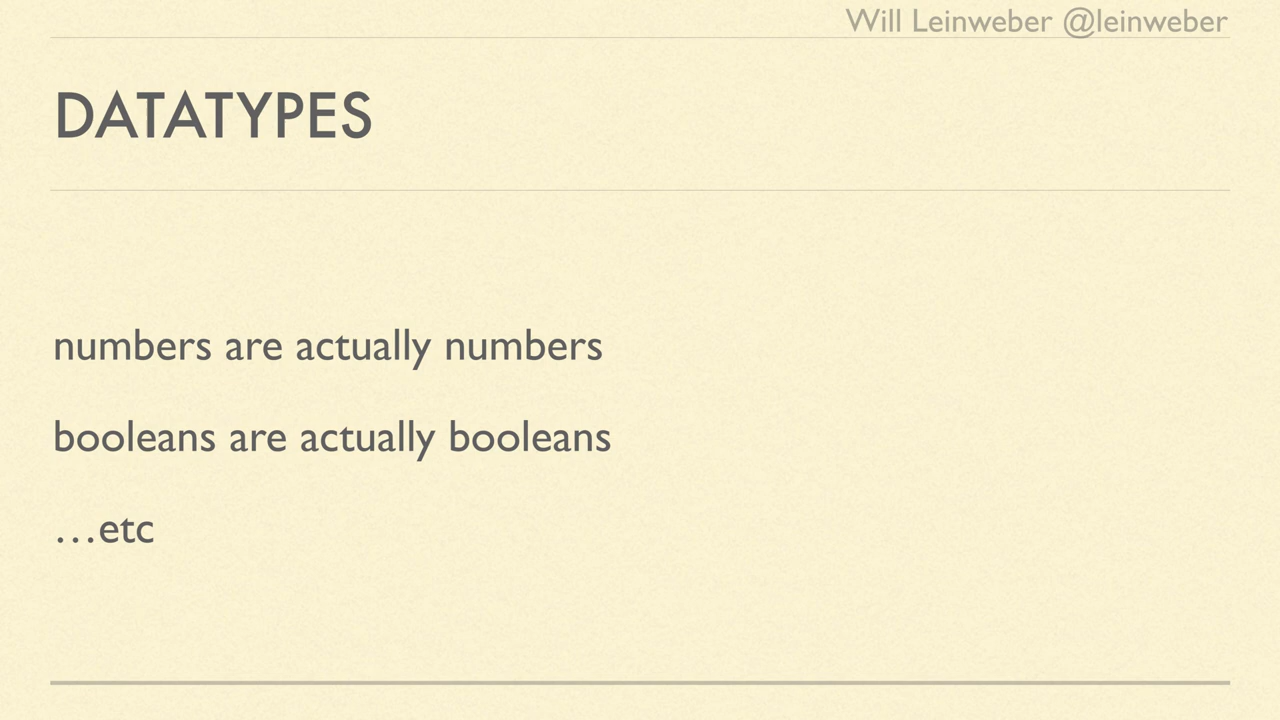 Will Leinweber @leinweber
DATATYPES
numbers are actually numbers
booleans are actually booleans
…etc